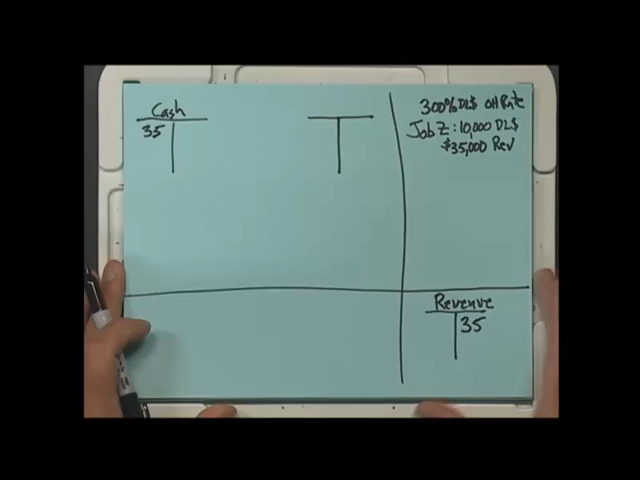 Cash
35
300% DL$ OH Rate
Job Z: 10,000 DL$
$35,000 Rev
Revenue
35